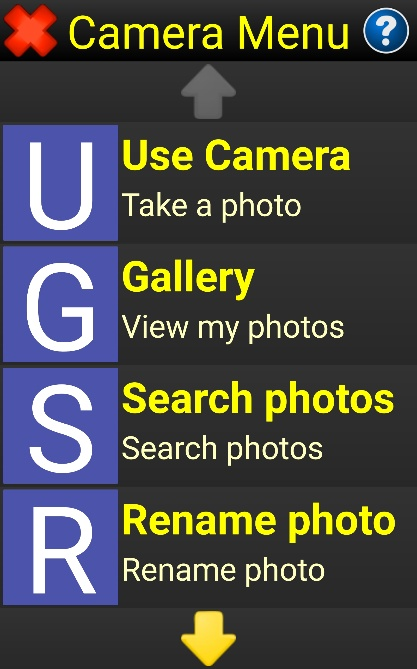 Camera Menu
?
U
Use Camera
Take a photo
G
Gallery
View my photos
S
Search photos
Search photos
R
Rename photo
Rename photo